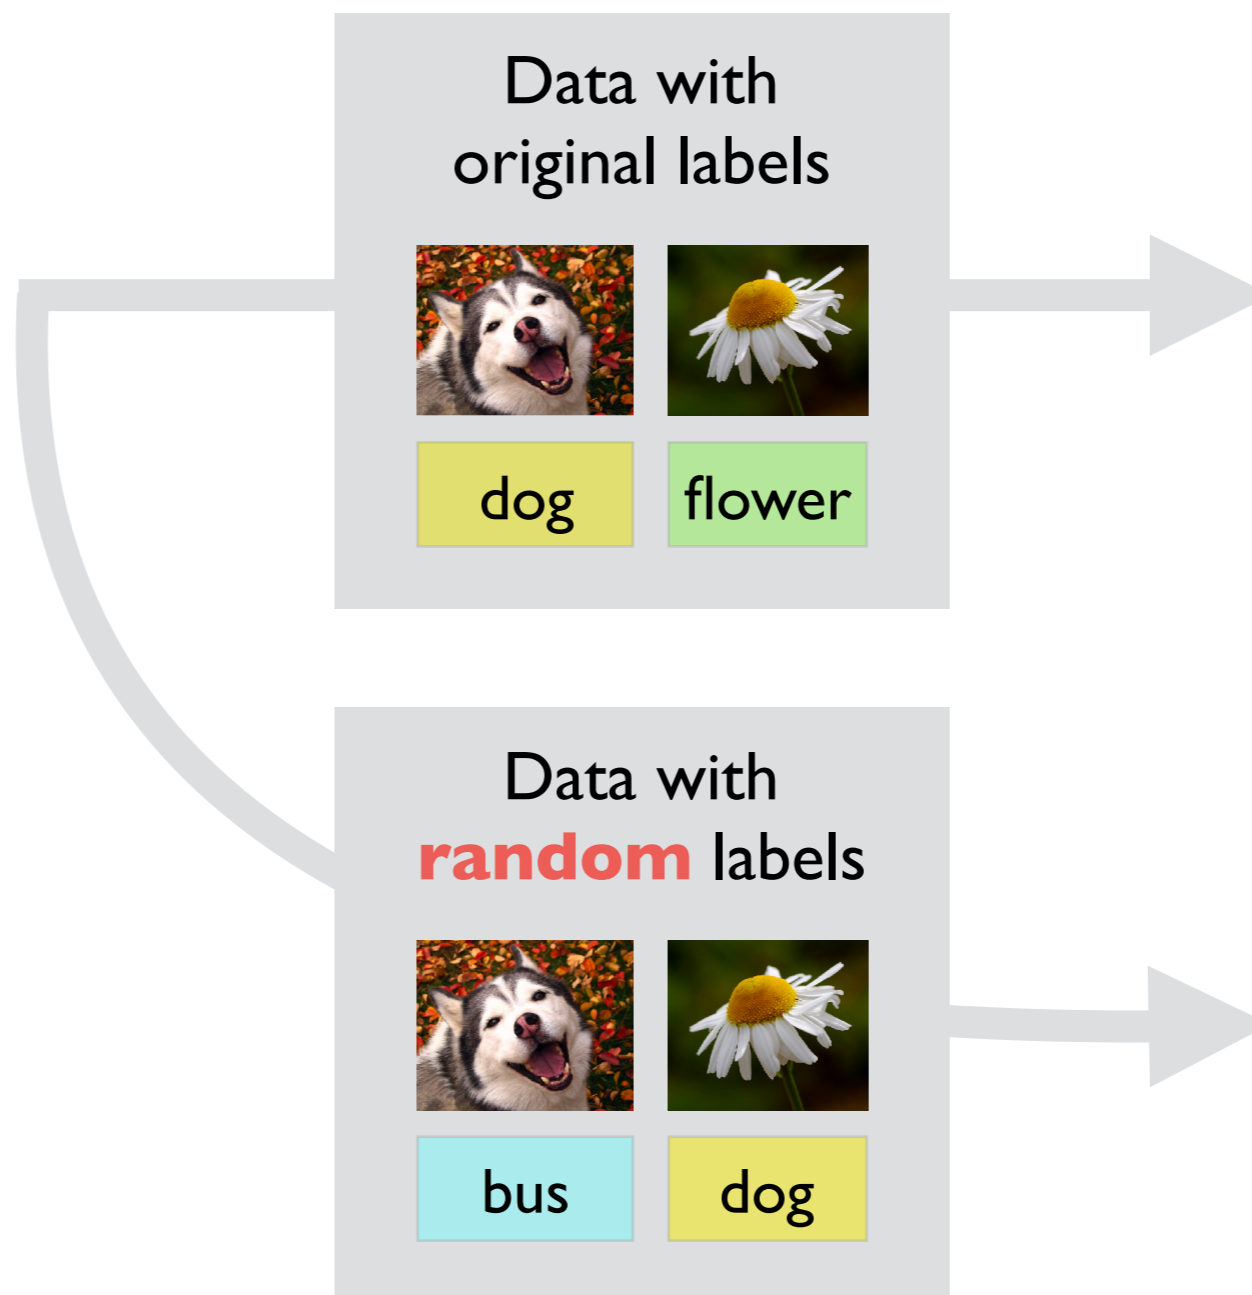 Data with
original labels
dog
flower
Data with
random labels
bus
dog